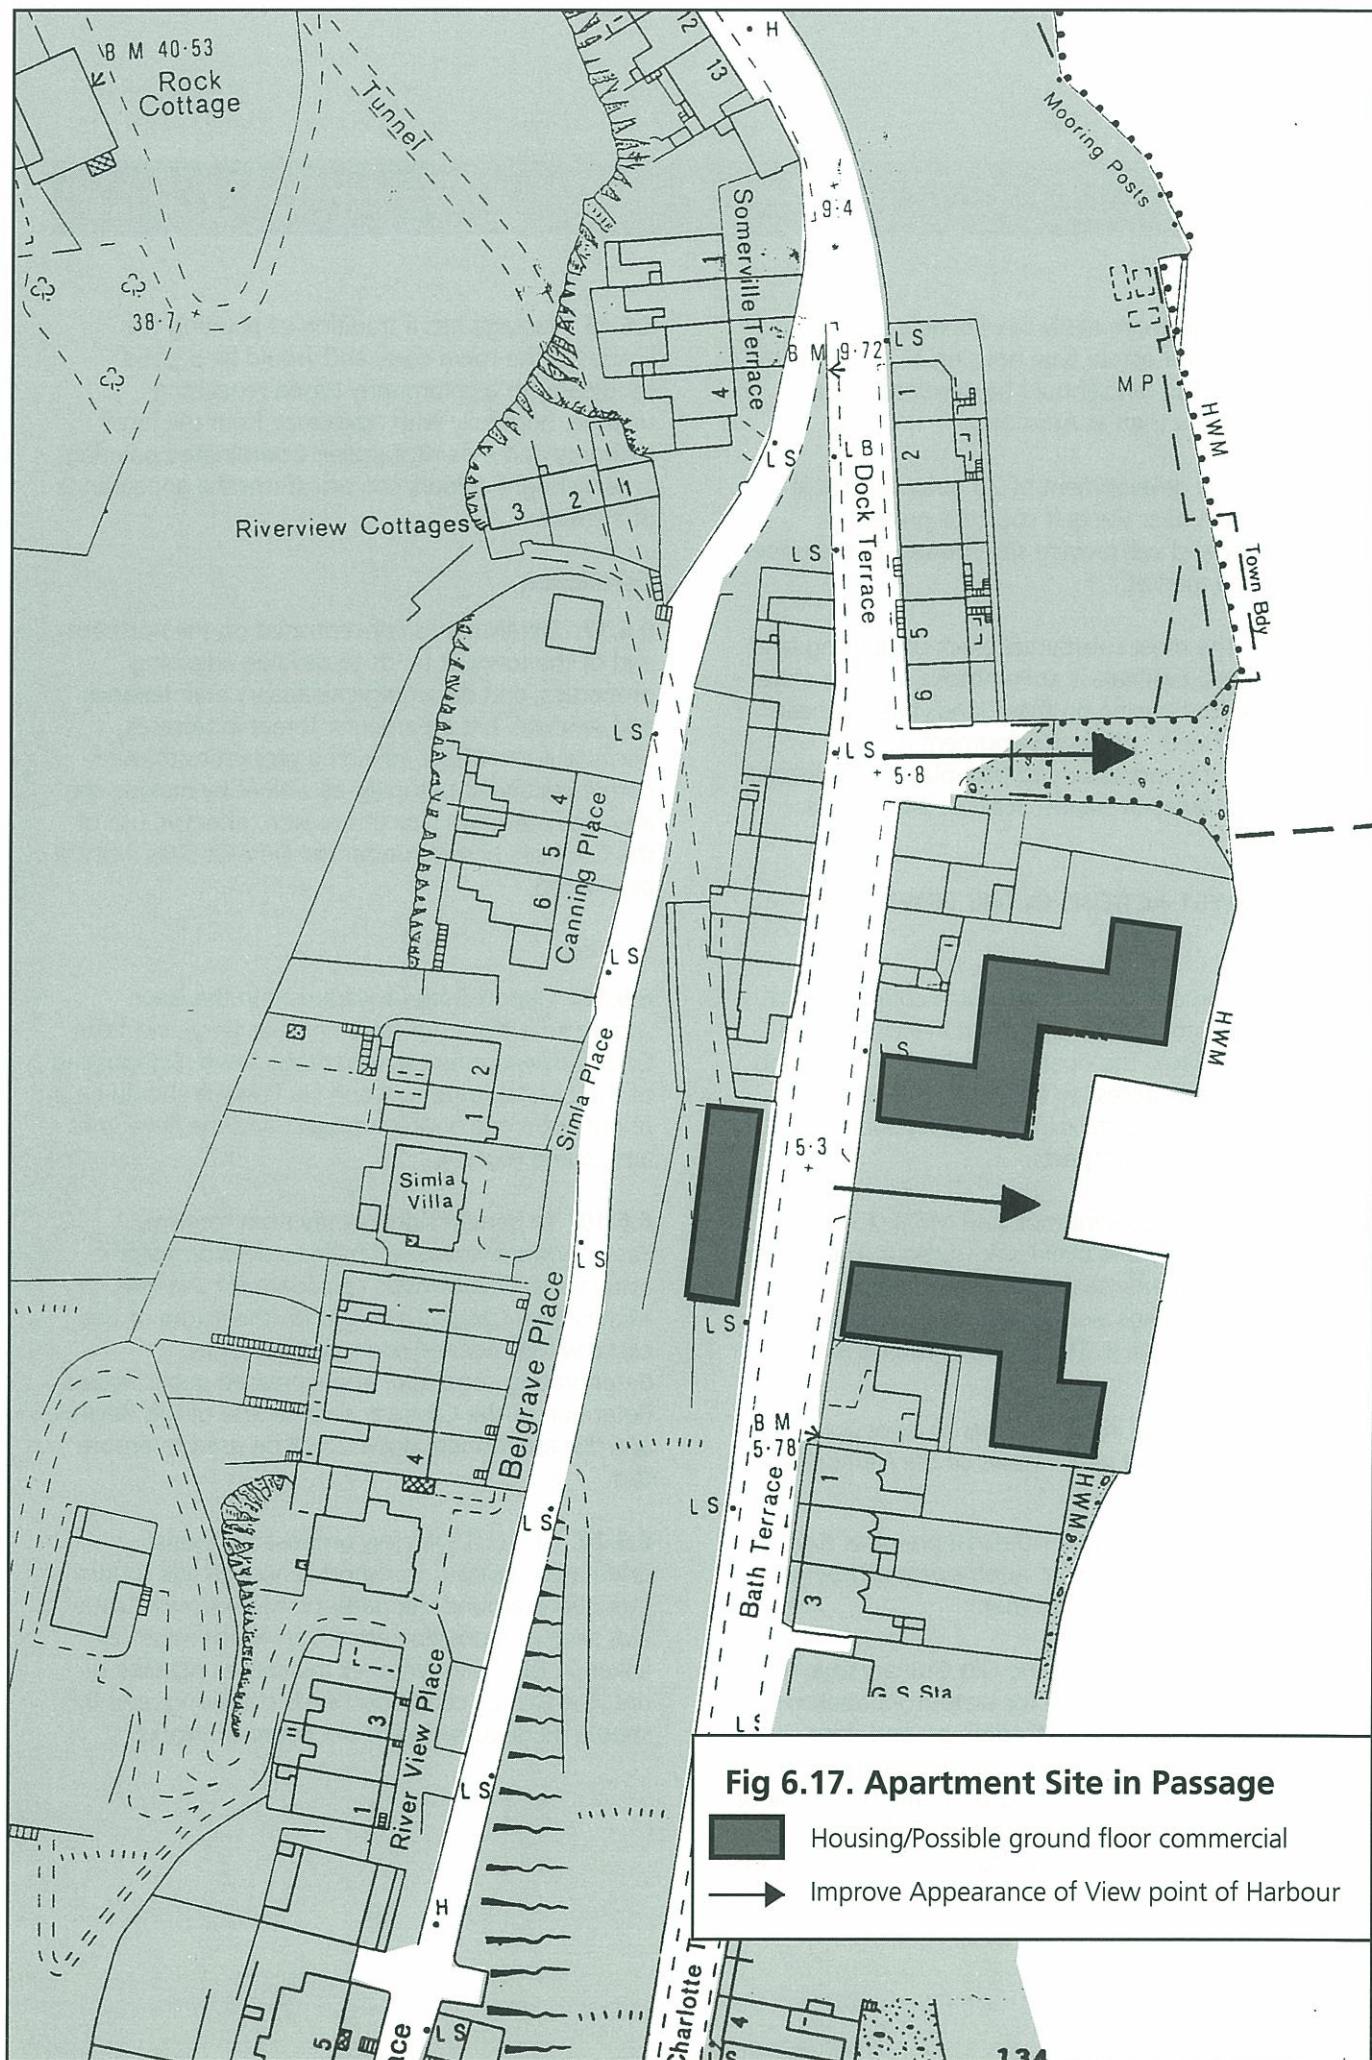 B M 40·53
Rock
Cottage
Tunnel
12
13
H
Mooring Posts
9·4
Somerville Terrace
1
4
38·7
B M 9·72
L S
M P
HWM
1
2
L B
L S
Dock Terrace
Riverview Cottages
3
2
1
L S
Town Bdy
5
6
L S
L S
5·8
4
5
6
Canning Place
L S
HWM
L S
2
1
Simla Place
5·3
Simla
Villa
L S
1
4
Belgrave Place
L S
B M
5·78
1
3
HWM
L S
L S
Bath Terrace
3
1
River View Place
L S
Fig 6.17. Apartment Site in Passage
Housing/Possible ground floor commercial
Improve Appearance of View point of Harbour
H
5
L S
Charlotte T
4
134